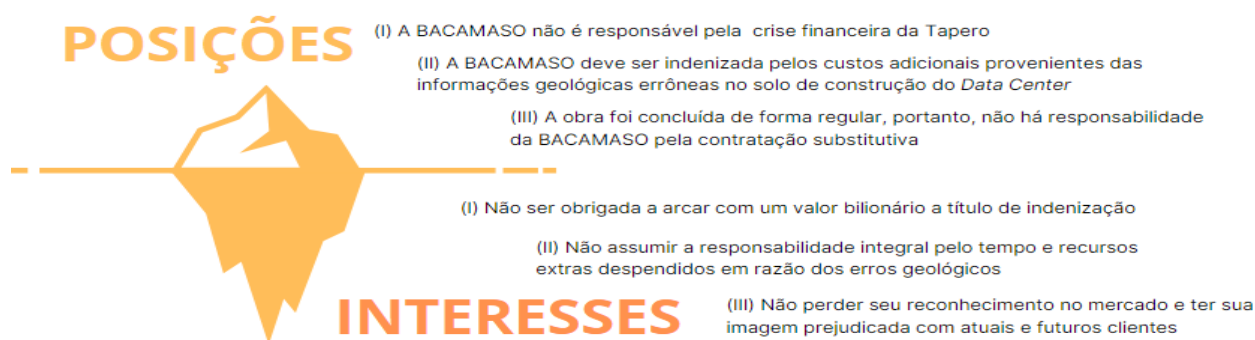 POSIÇÕES
(I) A BACAMASO não é responsável pela crise financeira da Tapero
(II) A BACAMASO deve ser indenizada pelos custos adicionais provenientes das
informações geológicas errôneas no solo de construção do Data Center
(III) A obra foi concluída de forma regular, portanto, não há responsabilidade
da BACAMASO pela contratação substitutiva
(I) Não ser obrigada a arcar com um valor bilionário a título de indenização
(II) Não assumir a responsabilidade integral pelo tempo e recursos
extras despendidos em razão dos erros geológicos
INTERESSES
(III) Não perder seu reconhecimento no mercado e ter sua
imagem prejudicada com atuais e futuros clientes